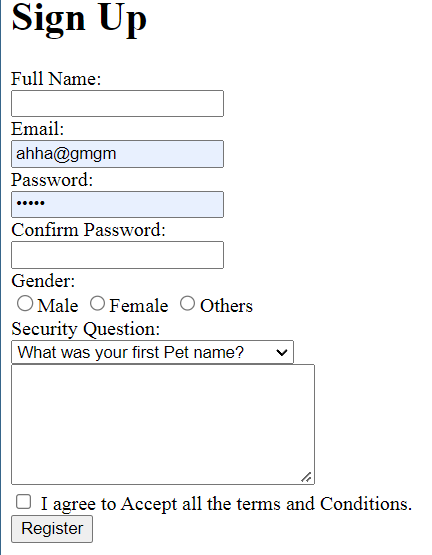 Sign Up
Full Name:
Email:
ahha@gmgm
Password:
•••••
Confirm Password:
Gender:
Male Female Others
Security Question:
What was your first Pet name?
I agree to Accept all the terms and Conditions.
Register